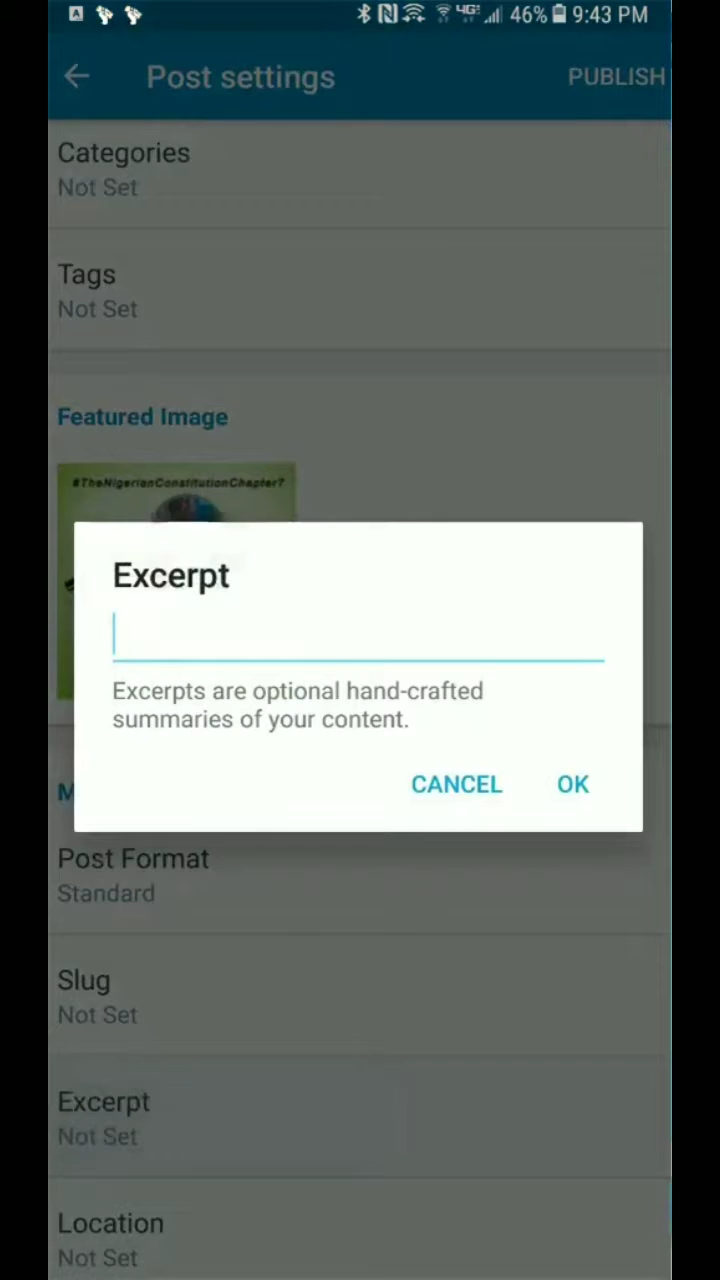 46% 9:43 PM
Post settings
PUBLISH
Categories
Not Set
Tags
Not Set
Featured Image
#TheNigerianConstitutionChapter7
Excerpt
Excerpts are optional hand-crafted
summaries of your content.
CANCEL OK
M
Post Format
Standard
Slug
Not Set
Excerpt
Not Set
Location
Not Set